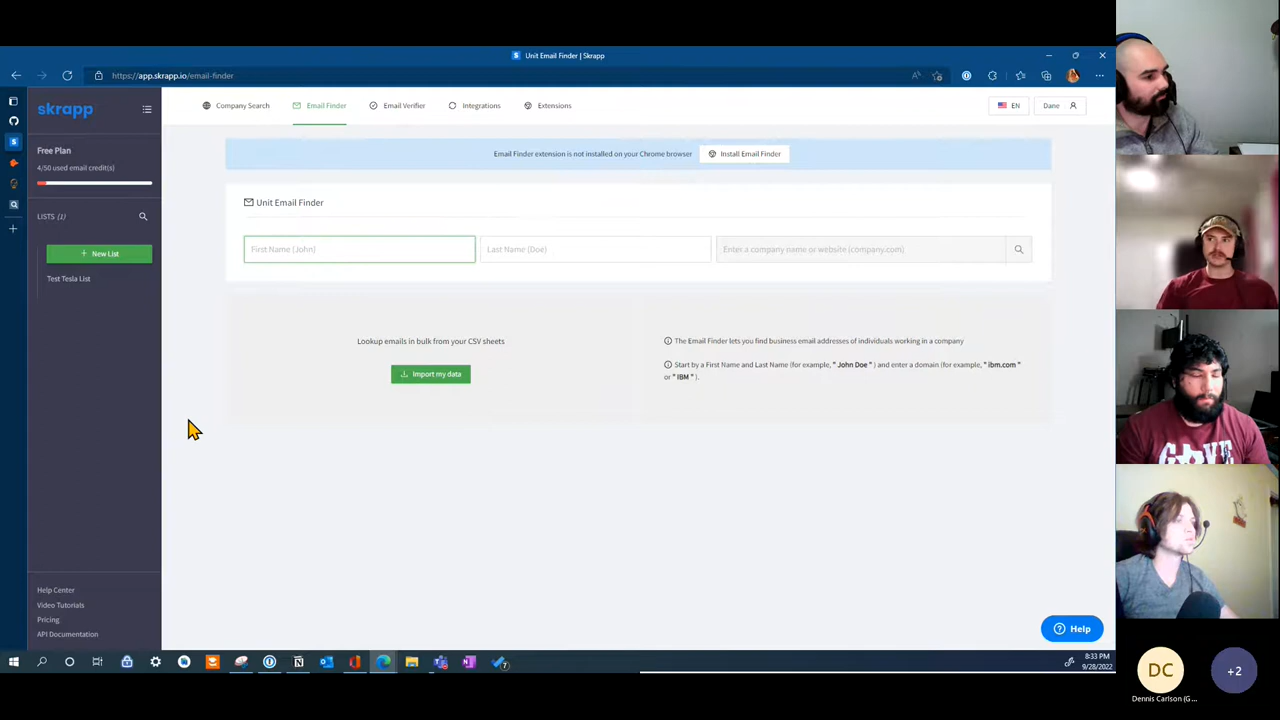 Unit Email Finder | Skrapp
https://app.skrapp.io/email-finder
skrapp
Company Search
Email Finder
Email Verifier
Integrations
Extensions
EN
Dane
Free Plan
4/50 used email credit(s)
LISTS (1)
+ New List
Test Tesla List
Email Finder extension is not installed on your Chrome browser
Install Email Finder
Unit Email Finder
First Name (John)
Last Name (Doe)
Enter a company name or website (company.com)
Lookup emails in bulk from your CSV sheets
Import my data
The Email Finder lets you find business email addresses of individuals working in a company
Start by a First Name and Last Name (for example, " John Doe " ) and enter a domain (for example, " ibm.com "
or " IBM " ).
Help Center
Video Tutorials
Pricing
API Documentation
Help
7
8:33 PM
9/28/2022
DC
Dennis Carlson (G...
+2